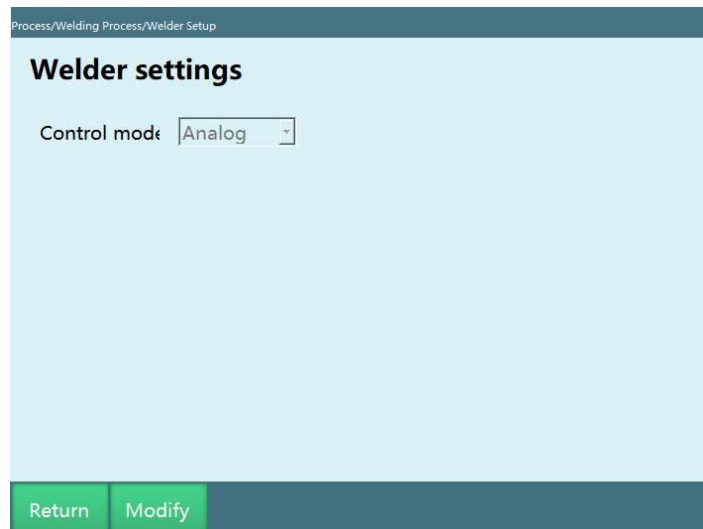 Process/Welding Process/Welder Setup
Welder settings
Control mode Analog
Return Modify